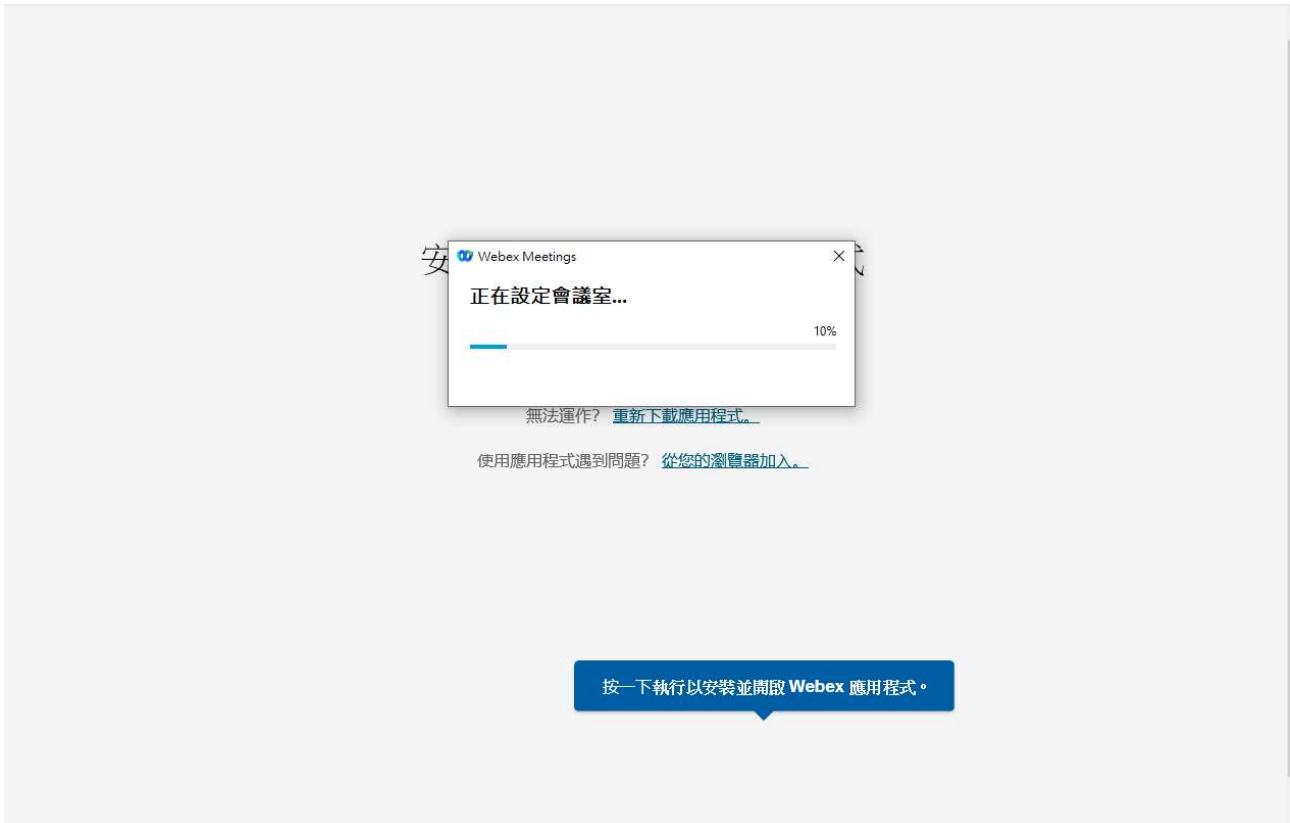 安
式
Webex Meetings
正在設定會議室...
10%
無法運作? 重新下載應用程式。
使用應用程式遇到問題? 從您的瀏覽器加入。
按一下執行以安裝並開啟 Webex 應用程式。